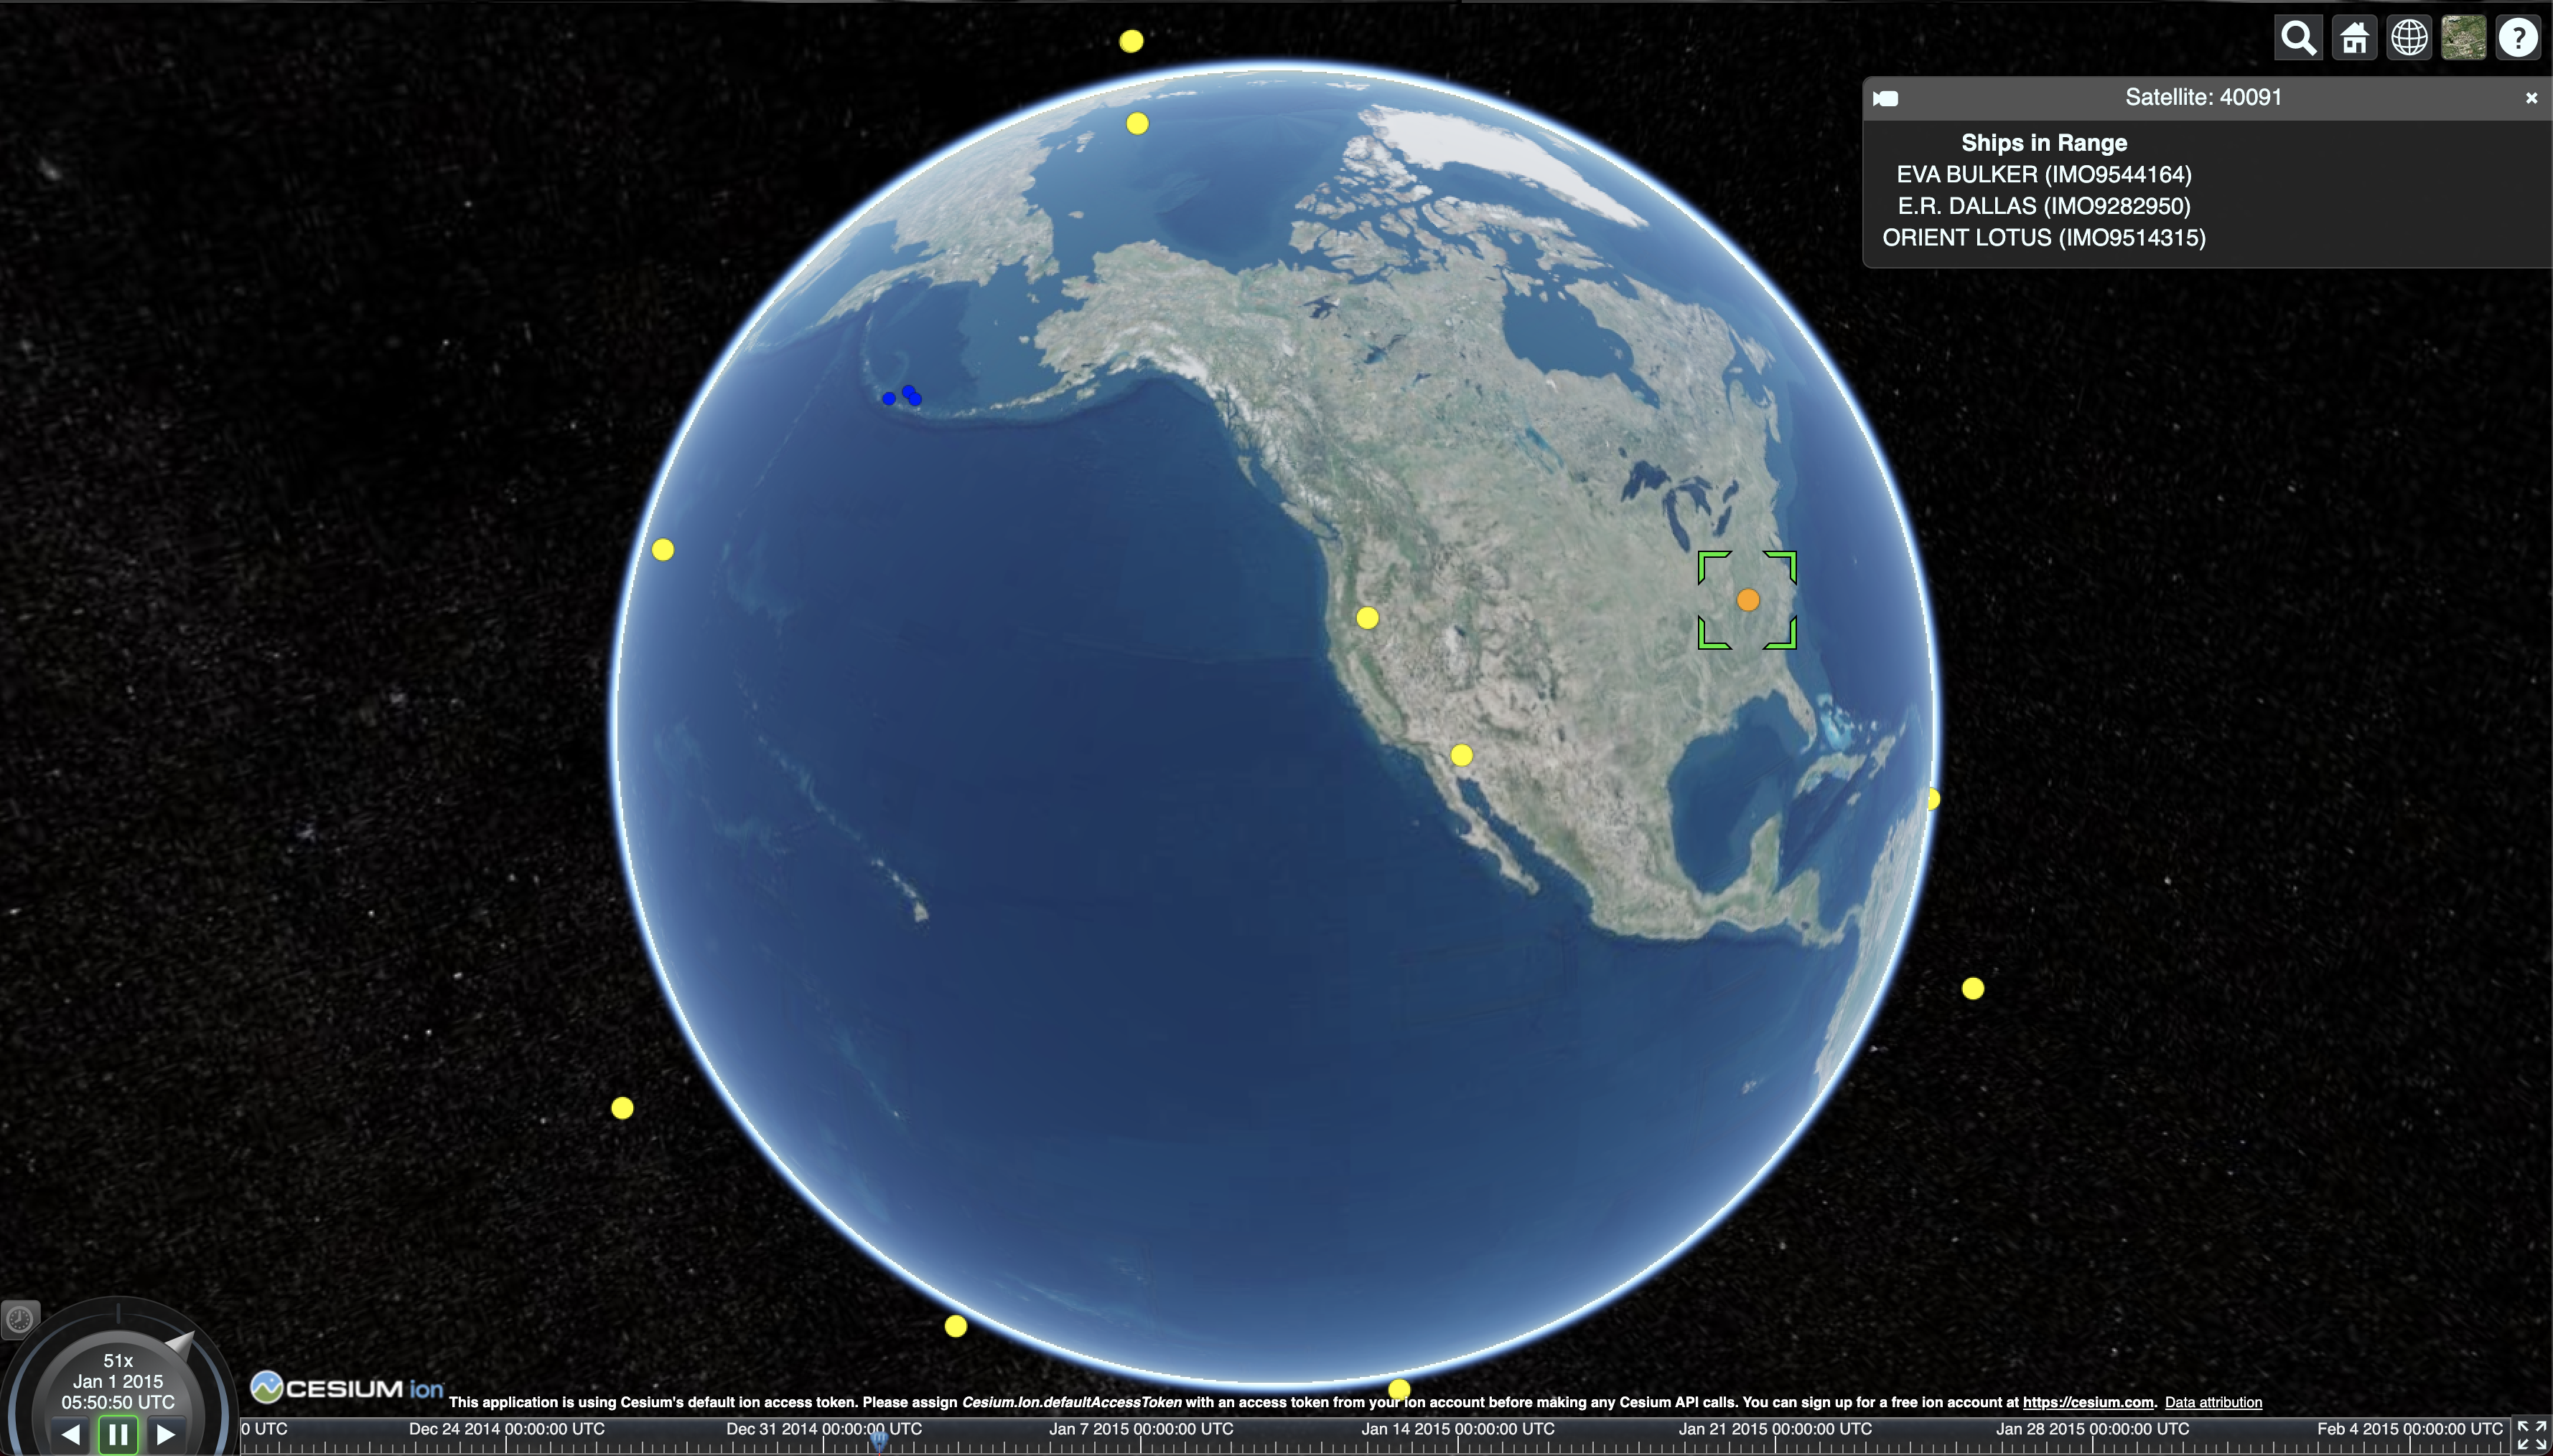 ?
Satellite: 40091
Ships in Range
EVA BULKER (IMO9544164)
E.R. DALLAS (IMO9282950)
ORIENT LOTUS (IMO9514315)
51x
Jan 1 2015
05:50:50 UTC
CESIUM ion
This application is using Cesium's default ion access token. Please assign Cesium.Ion.defaultAccessToken with an access token from your ion account before making any Cesium API calls. You can sign up for a free ion account at https://cesium.com. Data attribution
0 UTC Dec 24 2014 00:00:00 UTC Dec 31 2014 00:00:00 UTC Jan 7 2015 00:00:00 UTC Jan 14 2015 00:00:00 UTC Jan 21 2015 00:00:00 UTC Jan 28 2015 00:00:00 UTC Feb 4 2015 00:00:00 UTC